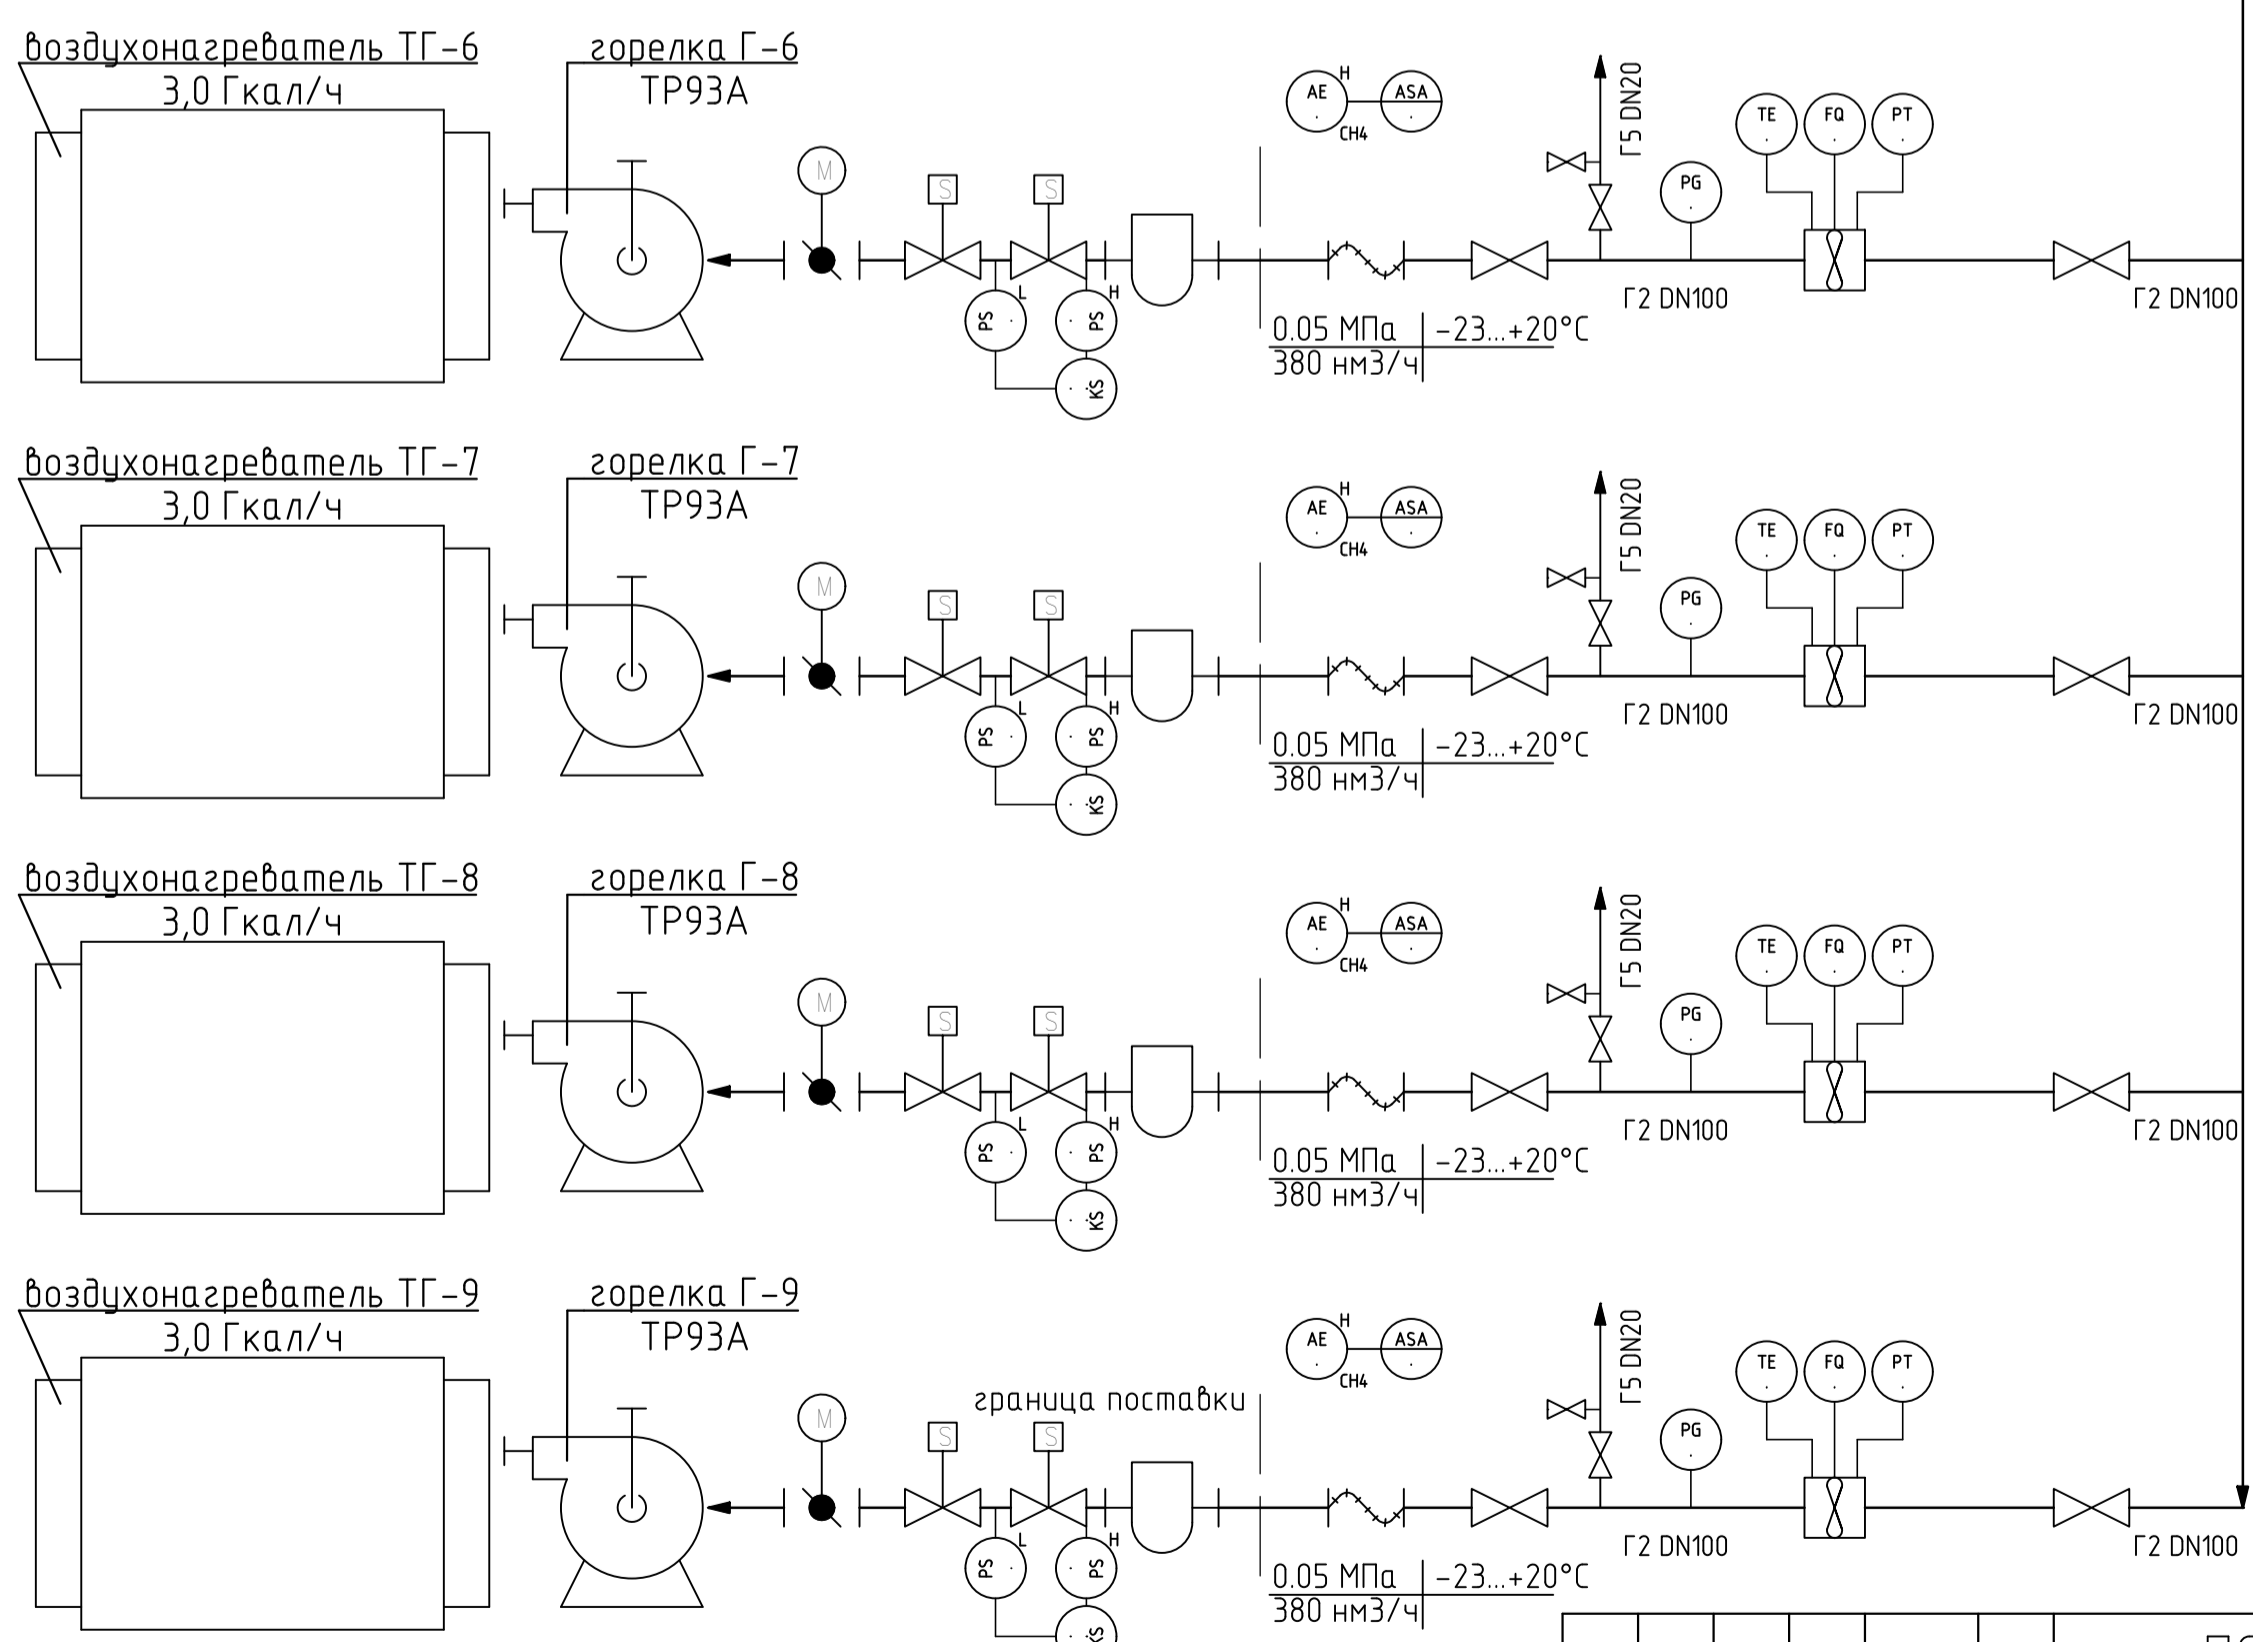 воздухонагреватель ТГ-6
3,0 Гкал/ч
горелка Г-6
TP93A
M
S
S
L
PS
H
PS
KS
AE
H
CH4
ASA
Г5 DN20
PG
TE
FQ
PT
Г2 DN100
Г2 DN100
0.05 МПа
-23...+20°C
380 нм3/ч
воздухонагреватель ТГ-7
3,0 Гкал/ч
горелка Г-7
TP93A
M
S
S
L
PS
H
PS
KS
AE
H
CH4
ASA
Г5 DN20
PG
TE
FQ
PT
Г2 DN100
Г2 DN100
0.05 МПа
-23...+20°C
380 нм3/ч
воздухонагреватель ТГ-8
3,0 Гкал/ч
горелка Г-8
TP93A
M
S
S
L
PS
H
PS
KS
AE
H
CH4
ASA
Г5 DN20
PG
TE
FQ
PT
Г2 DN100
Г2 DN100
0.05 МПа
-23...+20°C
380 нм3/ч
воздухонагреватель ТГ-9
3,0 Гкал/ч
горелка Г-9
TP93A
граница поставки
M
S
S
L
PS
H
PS
KS
AE
H
CH4
ASA
Г5 DN20
PG
TE
FQ
PT
Г2 DN100
Г2 DN100
0.05 МПа
-23...+20°C
380 нм3/ч